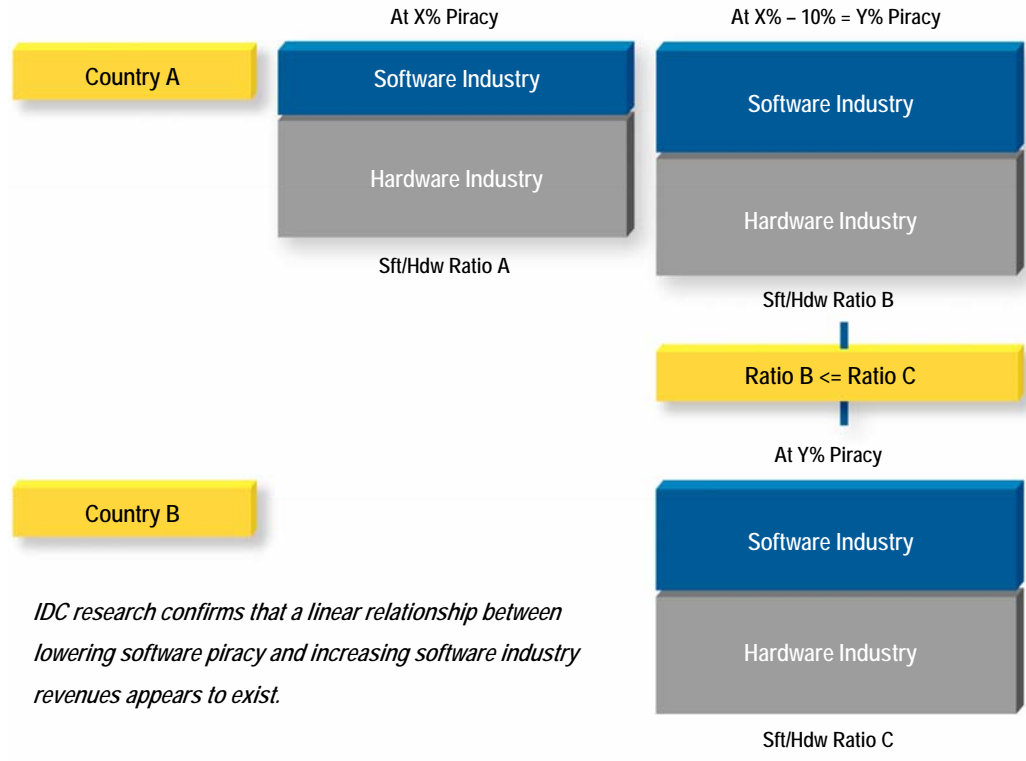 At X% Piracy
At X% – 10% = Y% Piracy
Country A
Software Industry
Software Industry
Hardware Industry
Hardware Industry
Sft/Hdw Ratio A
Sft/Hdw Ratio B
Ratio B <= Ratio C
At Y% Piracy
Country B
Software Industry
IDC research confirms that a linear relationship between
lowering software piracy and increasing software industry
revenues appears to exist.
Hardware Industry
Sft/Hdw Ratio C